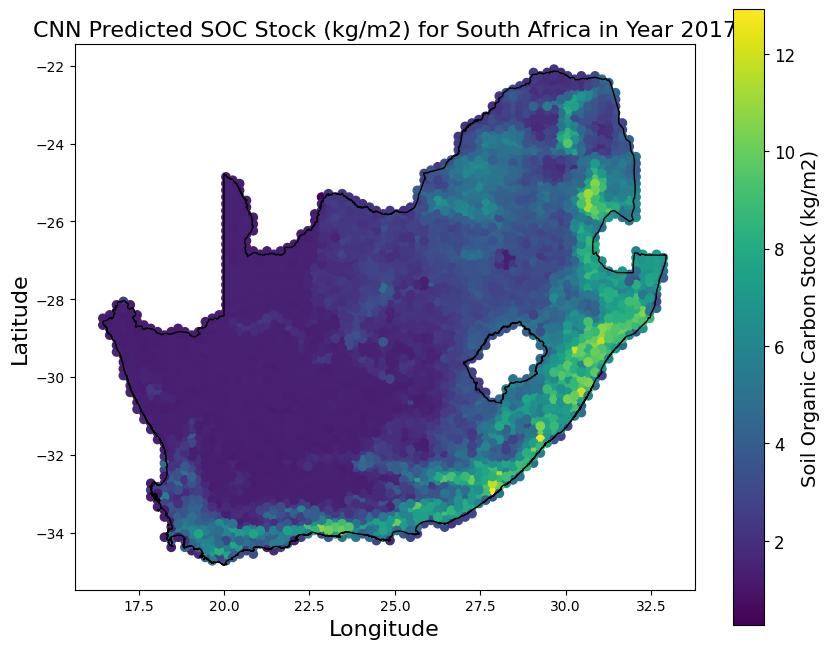 CNN Predicted SOC Stock (kg/m2) for South Africa in Year 2017
−22
−24
−26
−28
−30
−32
−34
Latitude
17.5 20.0 22.5 25.0 27.5 30.0 32.5
Longitude
12
10
8
6
4
2
Soil Organic Carbon Stock (kg/m2)